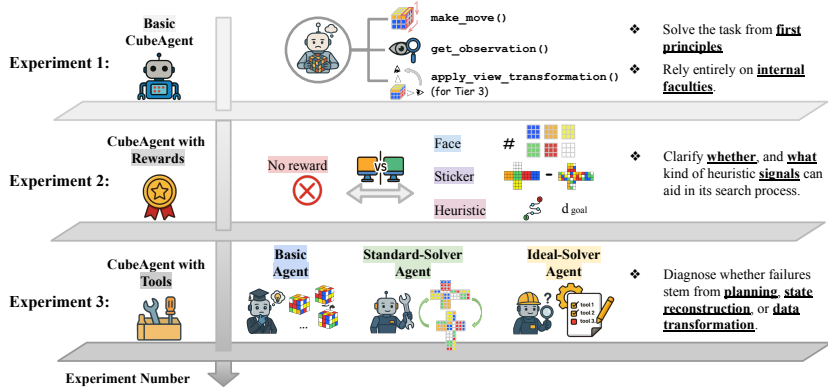 Basic
CubeAgent
Experiment 1:
make_move()
get_observation()
apply_view_transformation()
(for Tier 3)
❖ Solve the task from first
principles
❖ Rely entirely on internal
faculties.
CubeAgent with
Rewards
Experiment 2:
No reward
VS
Face
#
Sticker
-
Heuristic
d goal
❖ Clarify whether, and what
kind of heuristic signals can
aid in its search process.
CubeAgent with
Tools
Experiment 3:
Basic
Agent
...
Standard-Solver
Agent
Ideal-Solver
Agent
tool 1
tool 2
tool 3
❖ Diagnose whether failures
stem from planning, state
reconstruction, or data
transformation.
Experiment Number